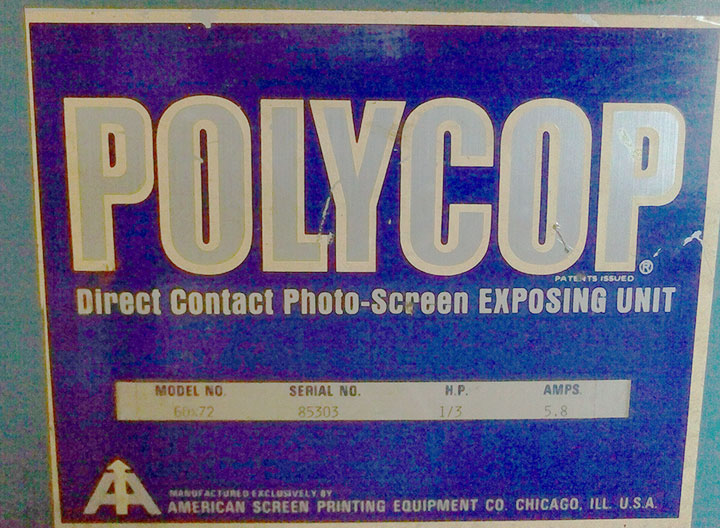 POLYCOP®
PATENTS ISSUED
Direct Contact Photo-Screen EXPOSING UNIT
MODEL NO. SERIAL NO. H.P. AMPS.
60x72 85303 1/3 5.8
MANUFACTURED EXCLUSIVELY BY
AMERICAN SCREEN PRINTING EQUIPMENT CO. CHICAGO, ILL. U.S.A.